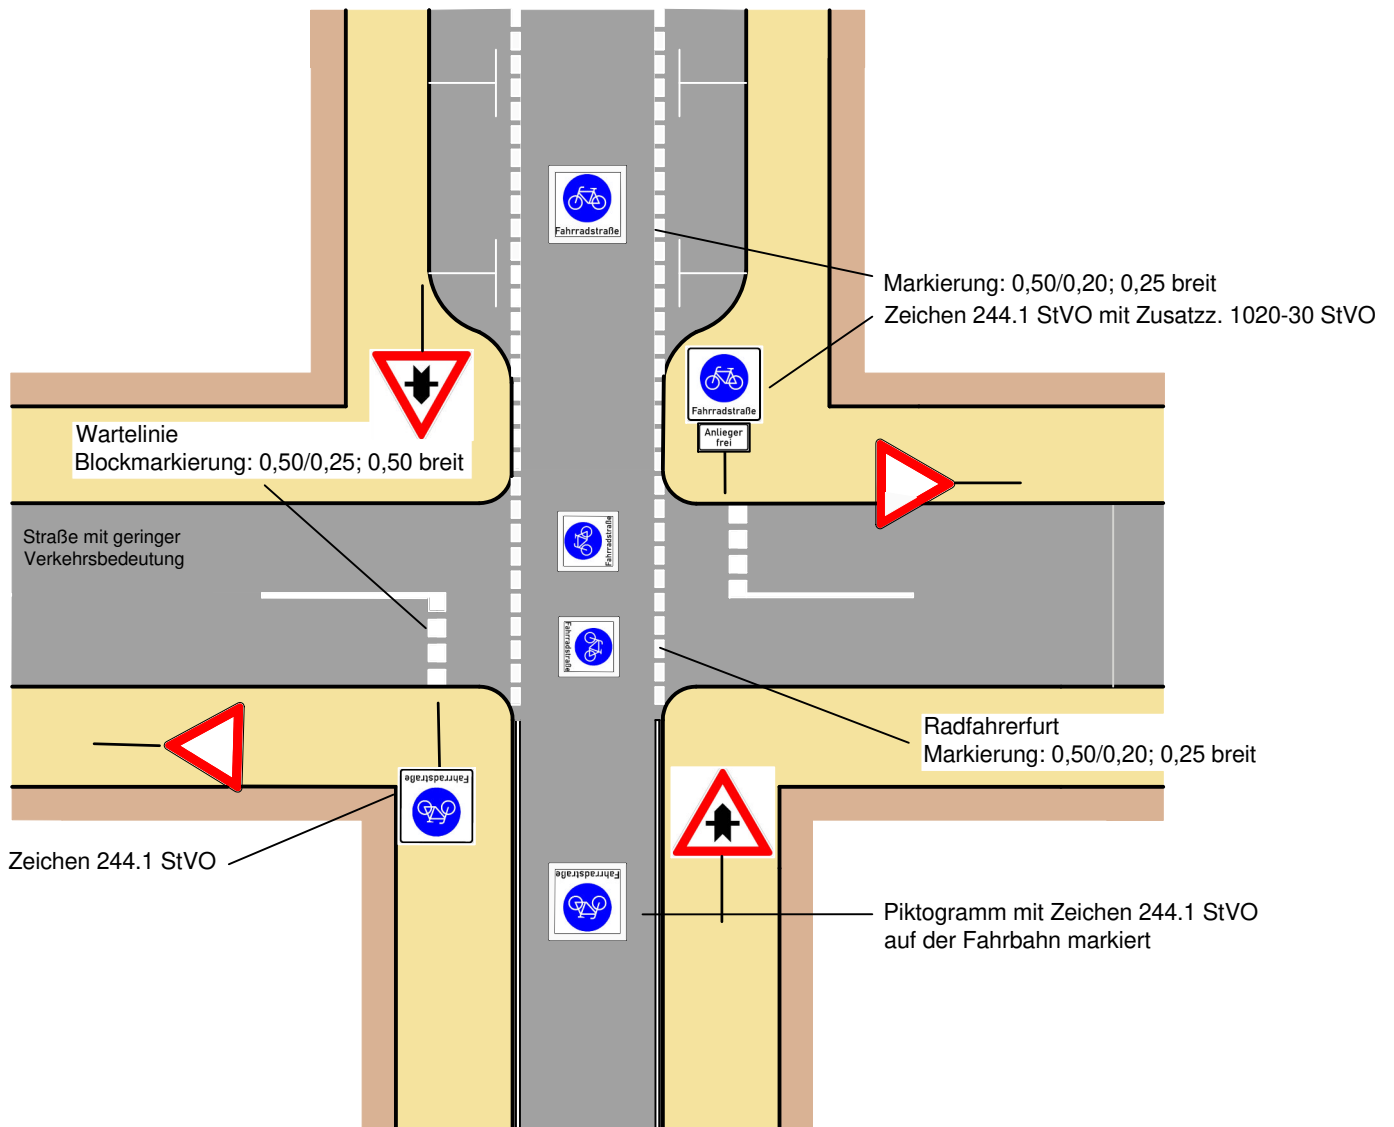 Fahrradstraße
Markierung: 0,50/0,20; 0,25 breit
Zeichen 244.1 StVO mit Zusatzz. 1020-30 StVO
Fahrradstraße
Anlieger
frei
Wartelinie
Blockmarkierung: 0,50/0,25; 0,50 breit
Straße mit geringer
Verkehrsbedeutung
Fahrradstraße
Fahrradstraße
Radfahrerfurt
Markierung: 0,50/0,20; 0,25 breit
Fahrradstraße
Zeichen 244.1 StVO
Fahrradstraße
Piktogramm mit Zeichen 244.1 StVO
auf der Fahrbahn markiert